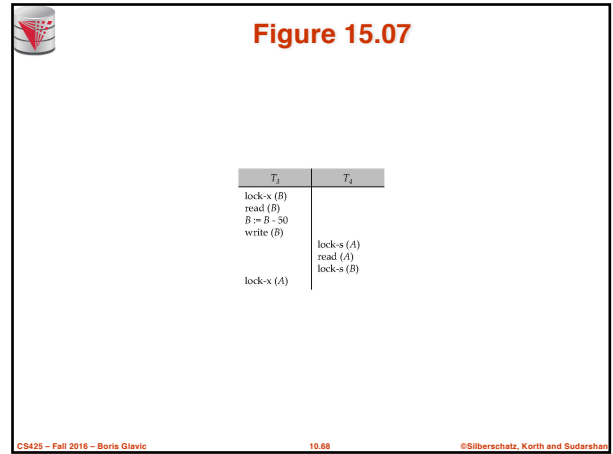 Figure 15.07
T3 T4
lock-x (B)
read (B)
B := B - 50
write (B)
lock-s (A)
read (A)
lock-s (B)
lock-x (A)
CS425 – Fall 2016 – Boris Glavic 10.68 ©Silberschatz, Korth and Sudarshan